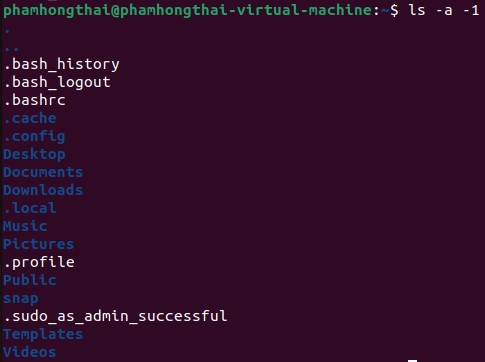 phamhongthai@phamhongthai-virtual-machine:~$ ls -a -1
.
..
.bash_history
.bash_logout
.bashrc
.cache
.config
Desktop
Documents
Downloads
.local
Music
Pictures
.profile
Public
snap
.sudo_as_admin_successful
Templates
Videos